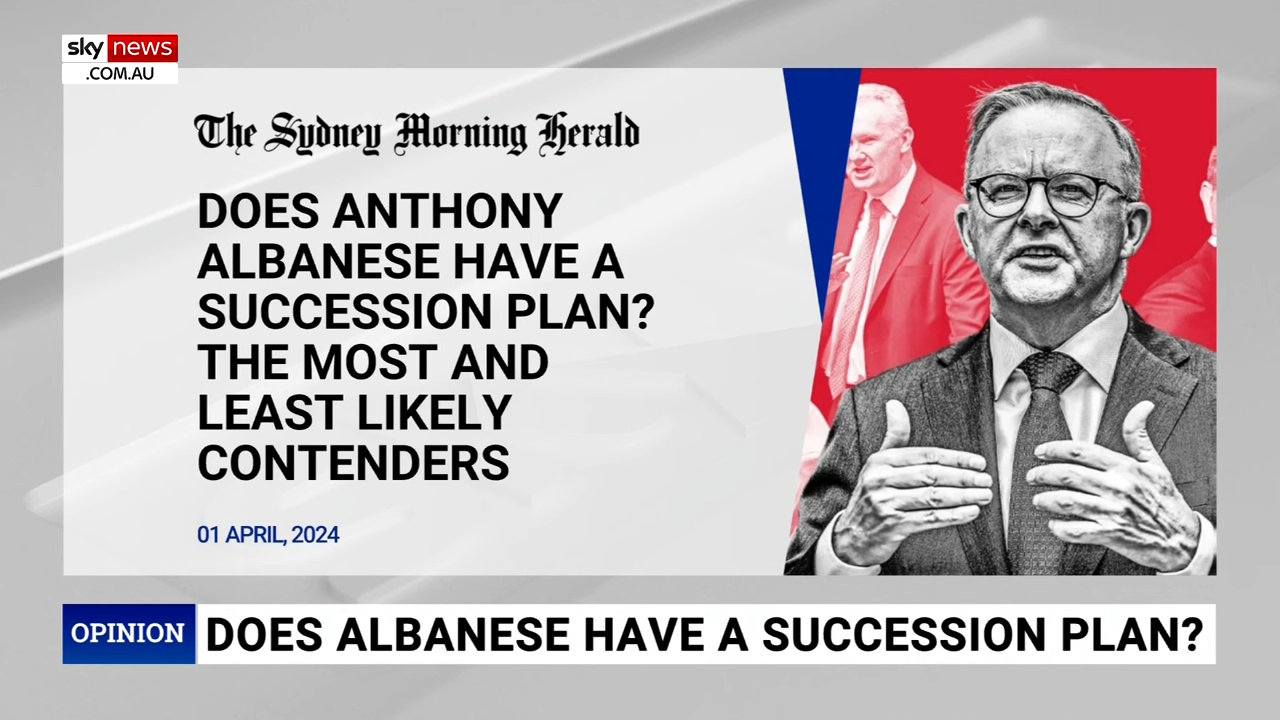 sky news
.COM.AU
The Sydney Morning Herald
DOES ANTHONY
ALBANESE HAVE A
SUCCESSION PLAN?
THE MOST AND
LEAST LIKELY
CONTENDERS
01 APRIL, 2024
OPINION
DOES ALBANESE HAVE A SUCCESSION PLAN?